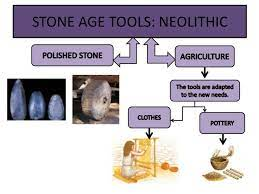 STONE AGE TOOLS: NEOLITHIC
POLISHED STONE
AGRICULTURE
The tools are adapted
to the new needs.
CLOTHES
POTTERY